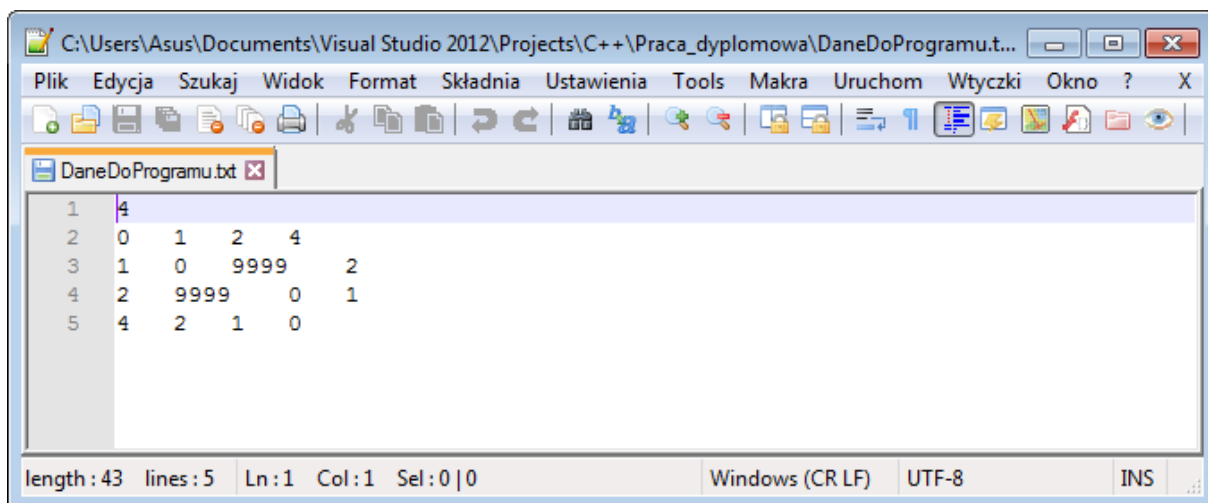 C:\Users\Asus\Documents\Visual Studio 2012\Projects\C++\Praca_dyplomowa\DaneDoProgramu.t...
Plik Edycja Szukaj Widok Format Składnia Ustawienia Tools Makra Uruchom Wtyczki Okno ? X
DaneDoProgramu.txt
1 4
2 0 1 2 4
3 1 0 9999 2
4 2 9999 0 1
5 4 2 1 0
length : 43 lines : 5 Ln : 1 Col : 1 Sel : 0 | 0 Windows (CR LF) UTF-8 INS